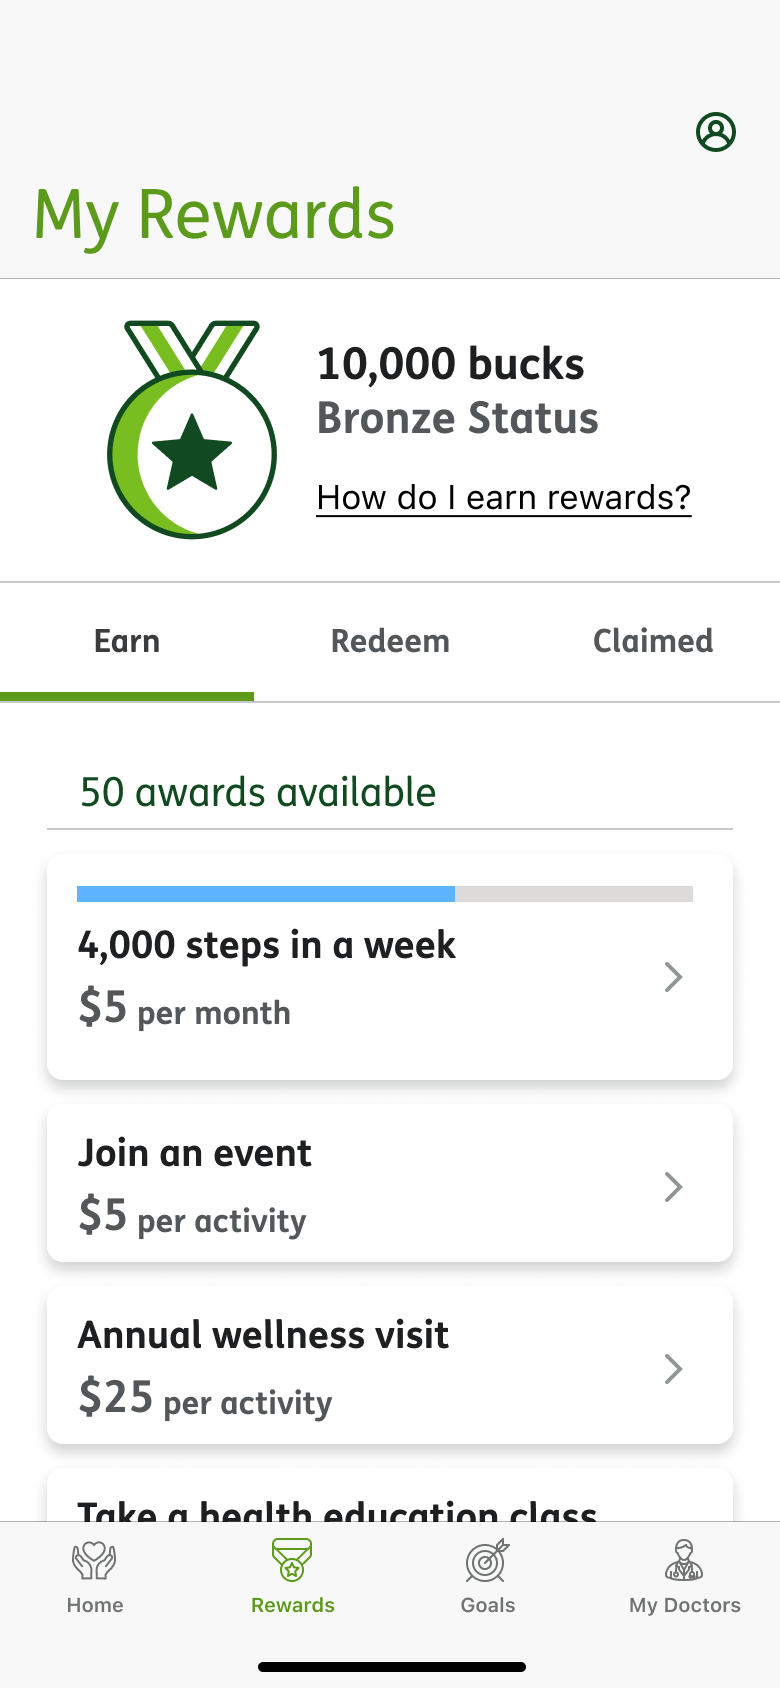 My Rewards
10,000 bucks
Bronze Status
How do I earn rewards?
Earn Redeem Claimed
50 awards available
4,000 steps in a week
$5 per month
Join an event
$5 per activity
Annual wellness visit
$25 per activity
Take a health education class
Home Rewards Goals My Doctors